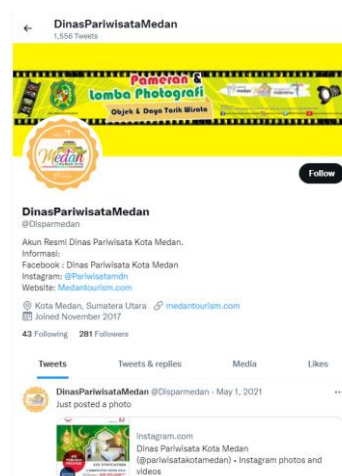 DinasPariwisataMedan
1,556 Tweets
Pameran &
Lomba Photografi
Objek & Daya Tarik Wisata
Medan
Follow
DinasPariwisataMedan
@Disparmedan
Akun Resmi Dinas Pariwisata Kota Medan.
Informasi:
Facebook : Dinas Pariwisata Kota Medan
Instagram: @Pariwisatamdn
Website: Medantourism.com
Kota Medan, Sumatera Utara medantourism.com
Joined November 2017
43 Following 281 Followers
Tweets Tweets & replies Media Likes
DinasPariwisataMedan @Disparmedan · May 1, 2021 ...
Just posted a photo
instagram.com
Dinas Pariwisata Kota Medan
(@pariwisatakotamedan) • Instagram photos and
videos